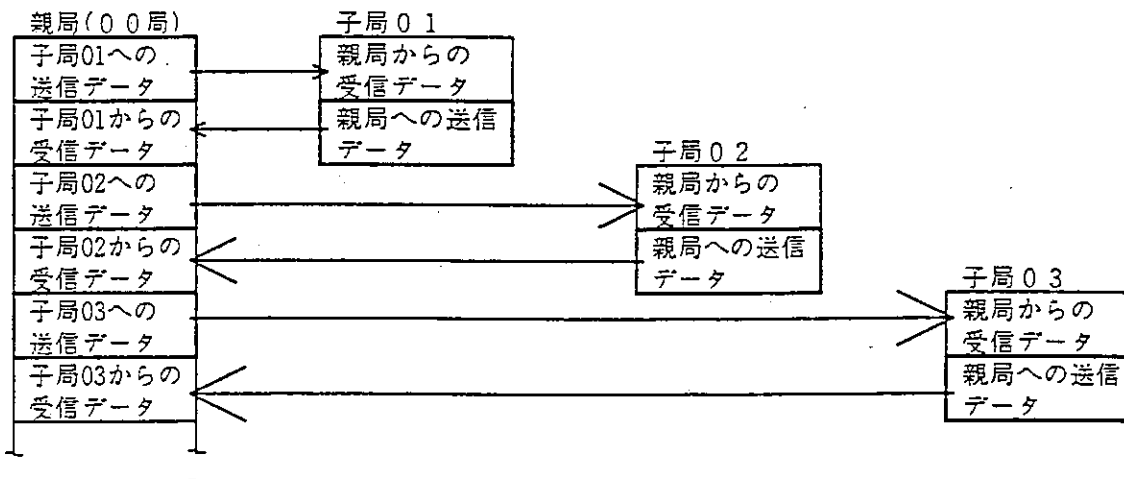 親局(００局)
子局01への
送信データ
子局01からの
受信データ
子局02への
送信データ
子局02からの
受信データ
子局03への
送信データ
子局03からの
受信データ
子局０１
親局からの
受信データ
親局への送信
データ
子局０２
親局からの
受信データ
親局への送信
データ
子局０３
親局からの
受信データ
親局への送信
データ